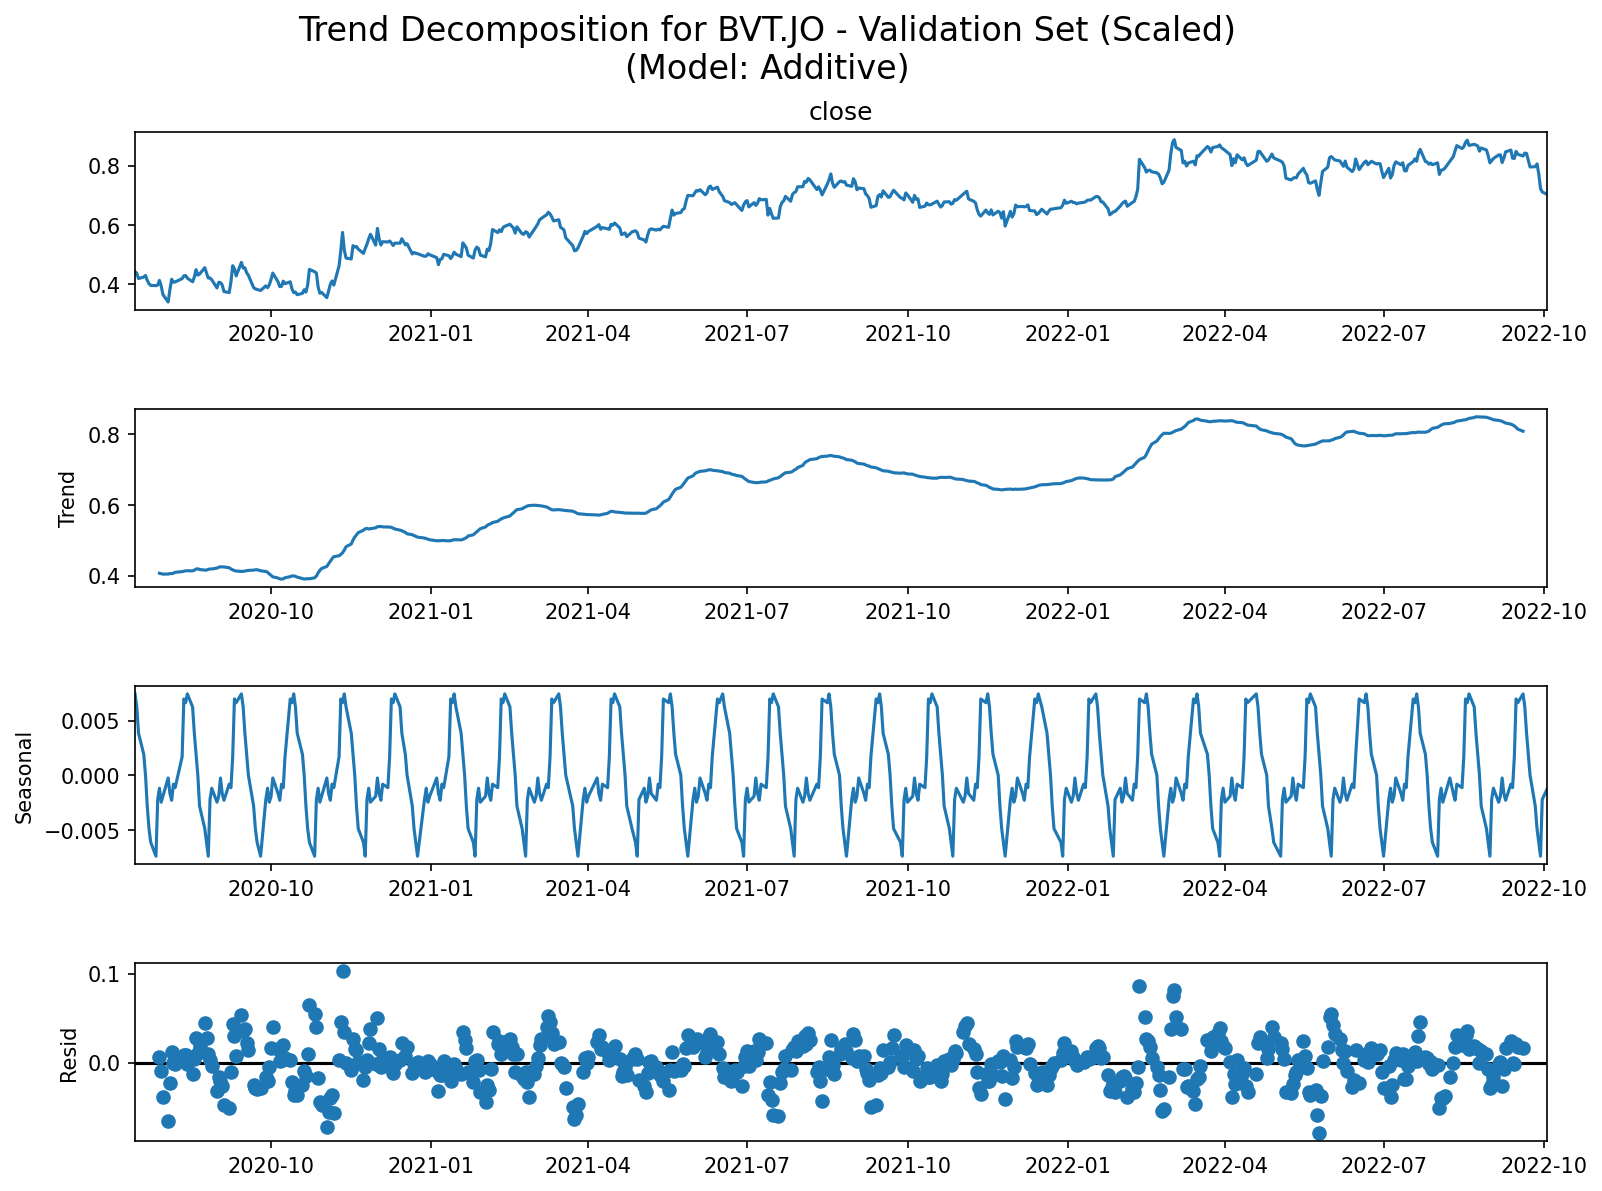 Trend Decomposition for BVT.JO - Validation Set (Scaled)
(Model: Additive)
close
0.8
0.6
0.4
2020-10 2021-01 2021-04 2021-07 2021-10 2022-01 2022-04 2022-07 2022-10
Trend
0.8
0.6
0.4
2020-10 2021-01 2021-04 2021-07 2021-10 2022-01 2022-04 2022-07 2022-10
Seasonal
0.005
0.000
−0.005
2020-10 2021-01 2021-04 2021-07 2021-10 2022-01 2022-04 2022-07 2022-10
Resid
0.1
0.0
2020-10 2021-01 2021-04 2021-07 2021-10 2022-01 2022-04 2022-07 2022-10